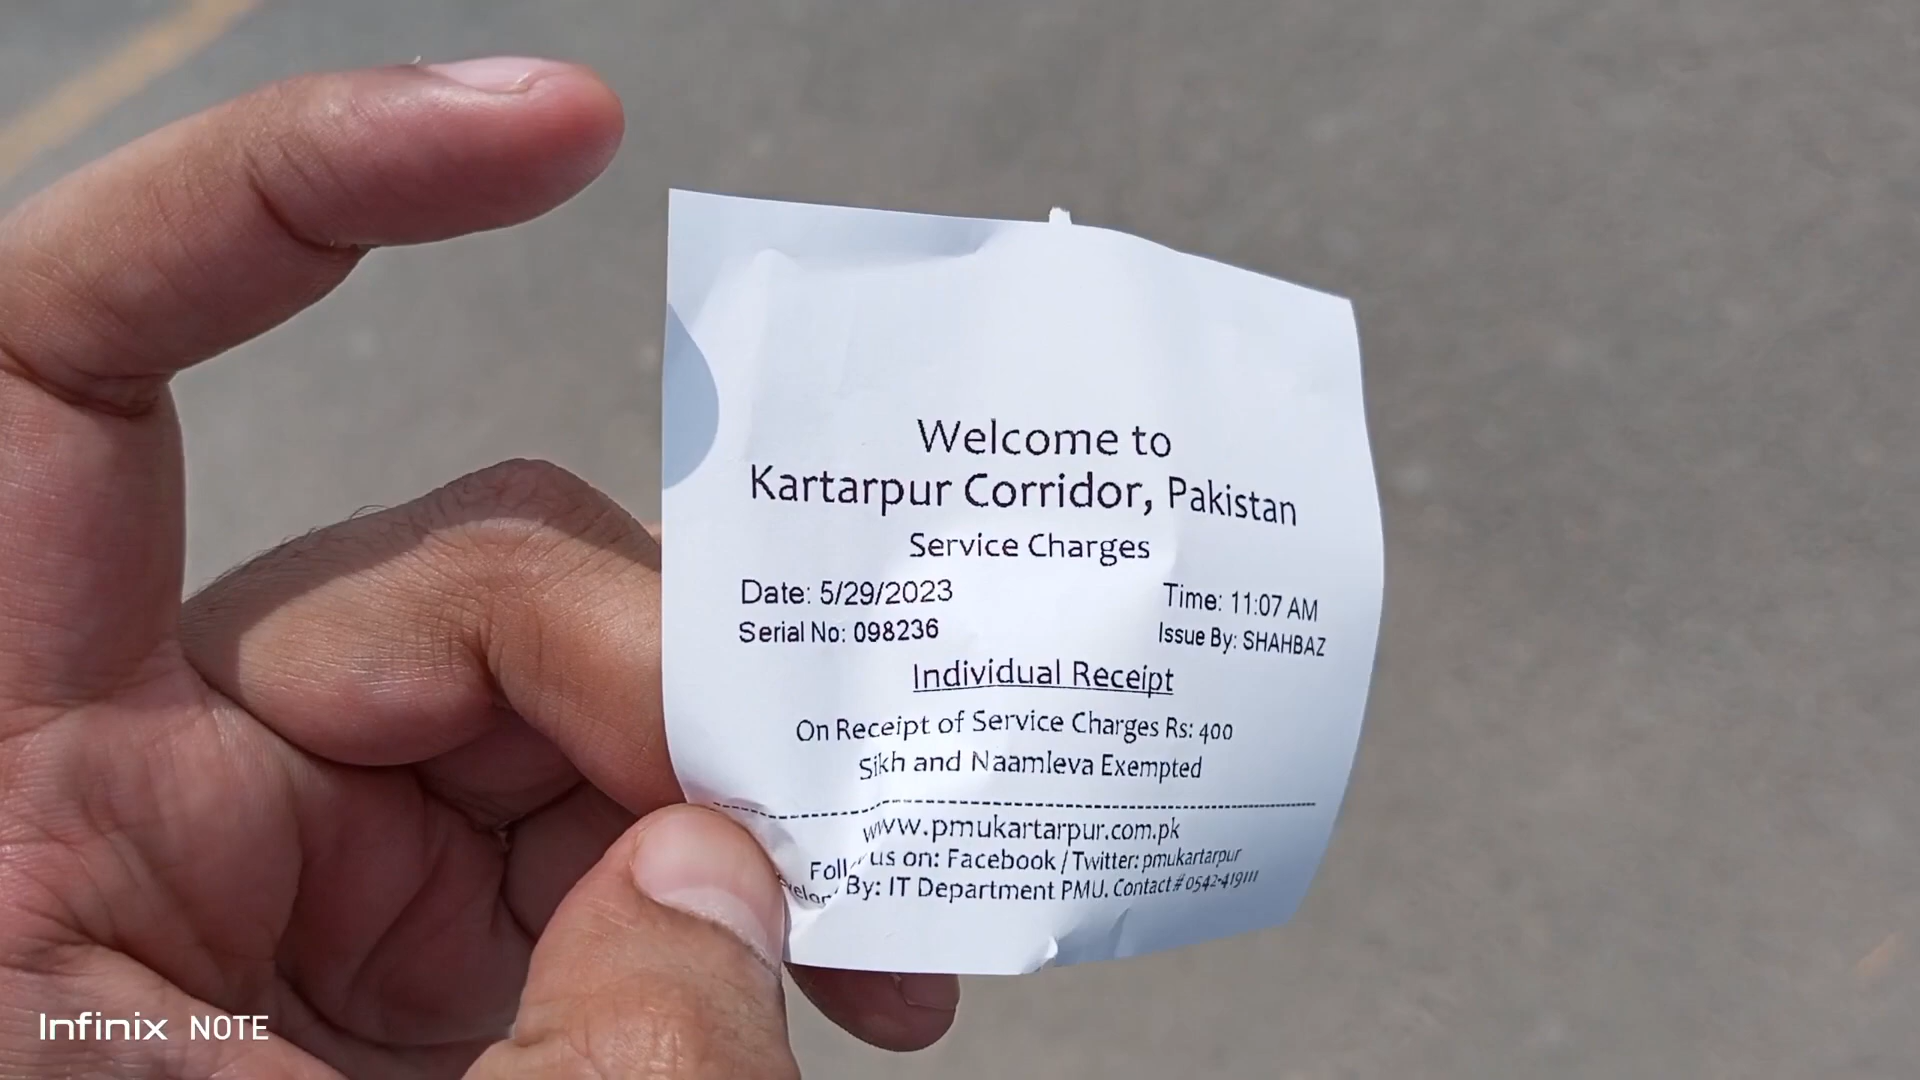 Welcome to
Kartarpur Corridor, Pakistan
Service Charges
Date: 5/29/2023 Time: 11:07 AM
Serial No: 098236 Issue By: SHAHBAZ
Individual Receipt
On Receipt of Service Charges Rs: 400
Sikh and Naamleva Exempted
www.pmukartarpur.com.pk
us on: Facebook / Twitter: pmukartarpur
By: IT Department PMU. Contact # 0542-419111
Infinix NOTE